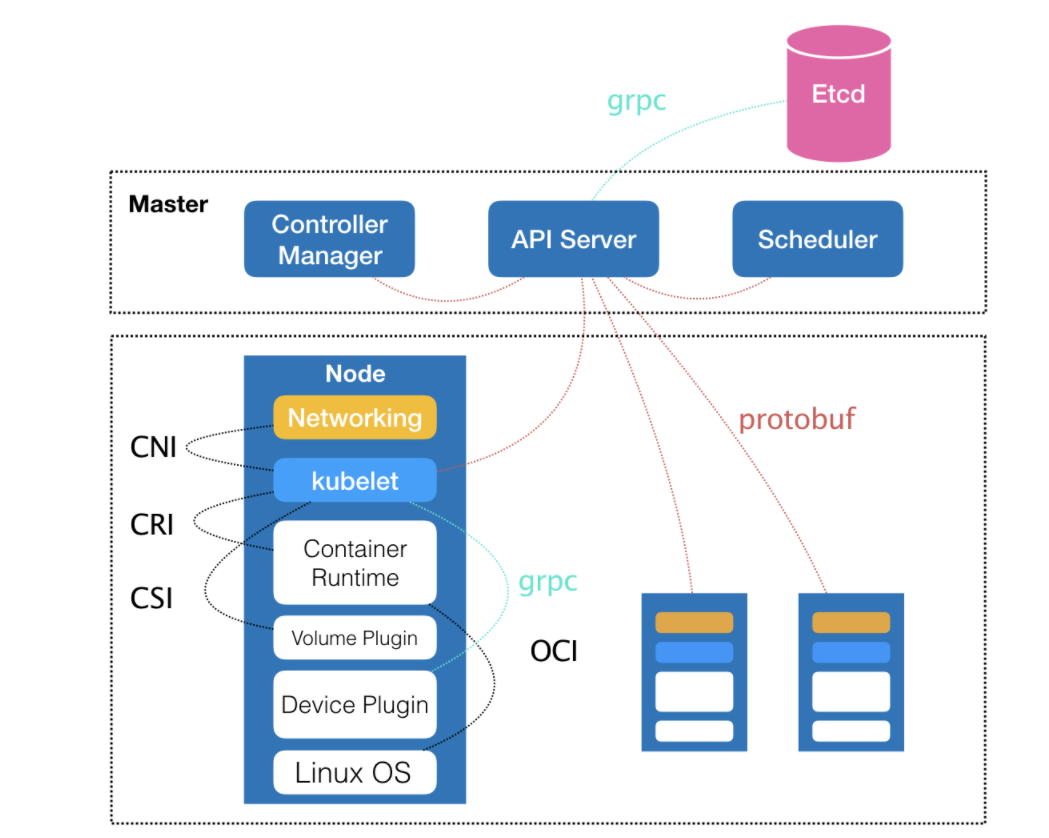 Etcd
grpc
Master
Controller
Manager
API Server
Scheduler
Node
Networking
CNI
kubelet
protobuf
CRI
Container
Runtime
CSI
grpc
Volume Plugin
OCI
Device Plugin
Linux OS